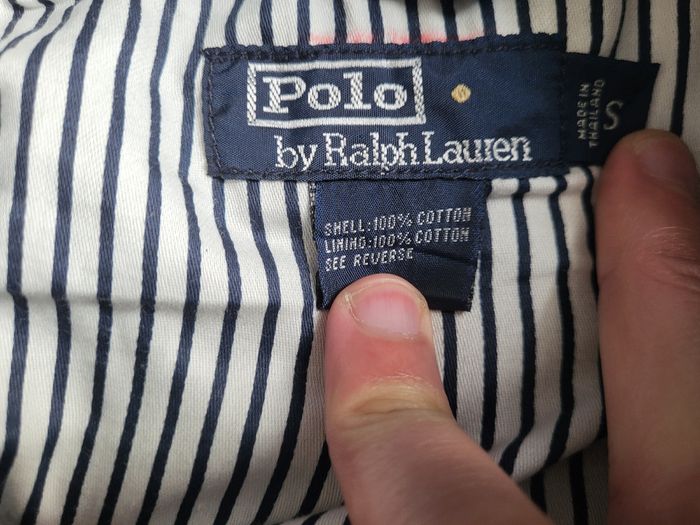 Polo
by Ralph Lauren
MADE IN
THAILAND
S
SHELL:100% COTTON
LINING:100% COTTON
SEE REVERSE